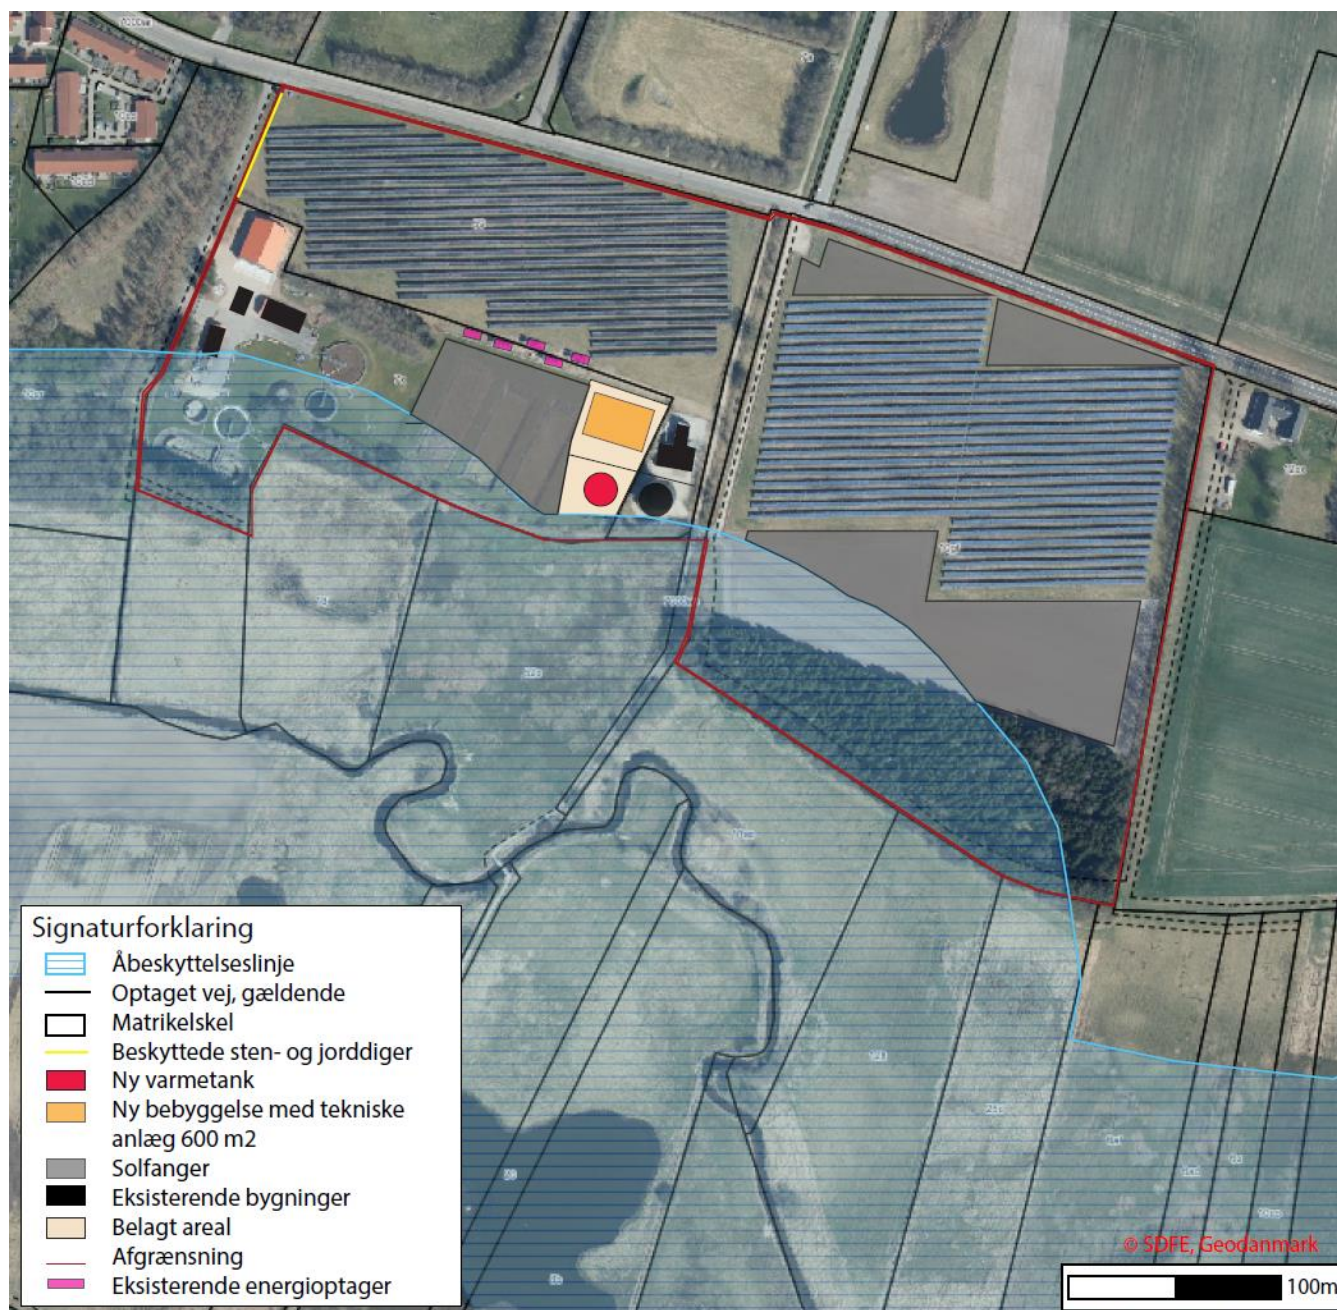 Signaturforklaring
Åbeskyttelseslinje
Optaget vej, gældende
Matrikelskel
Beskyttede sten- og jorddiger
Ny varmetank
Ny bebyggelse med tekniske
anlæg 600 m2
Solfanger
Eksisterende bygninger
Belagt areal
Afgrænsning
Eksisterende energioptager
© SDFE, Geodanmark
100m